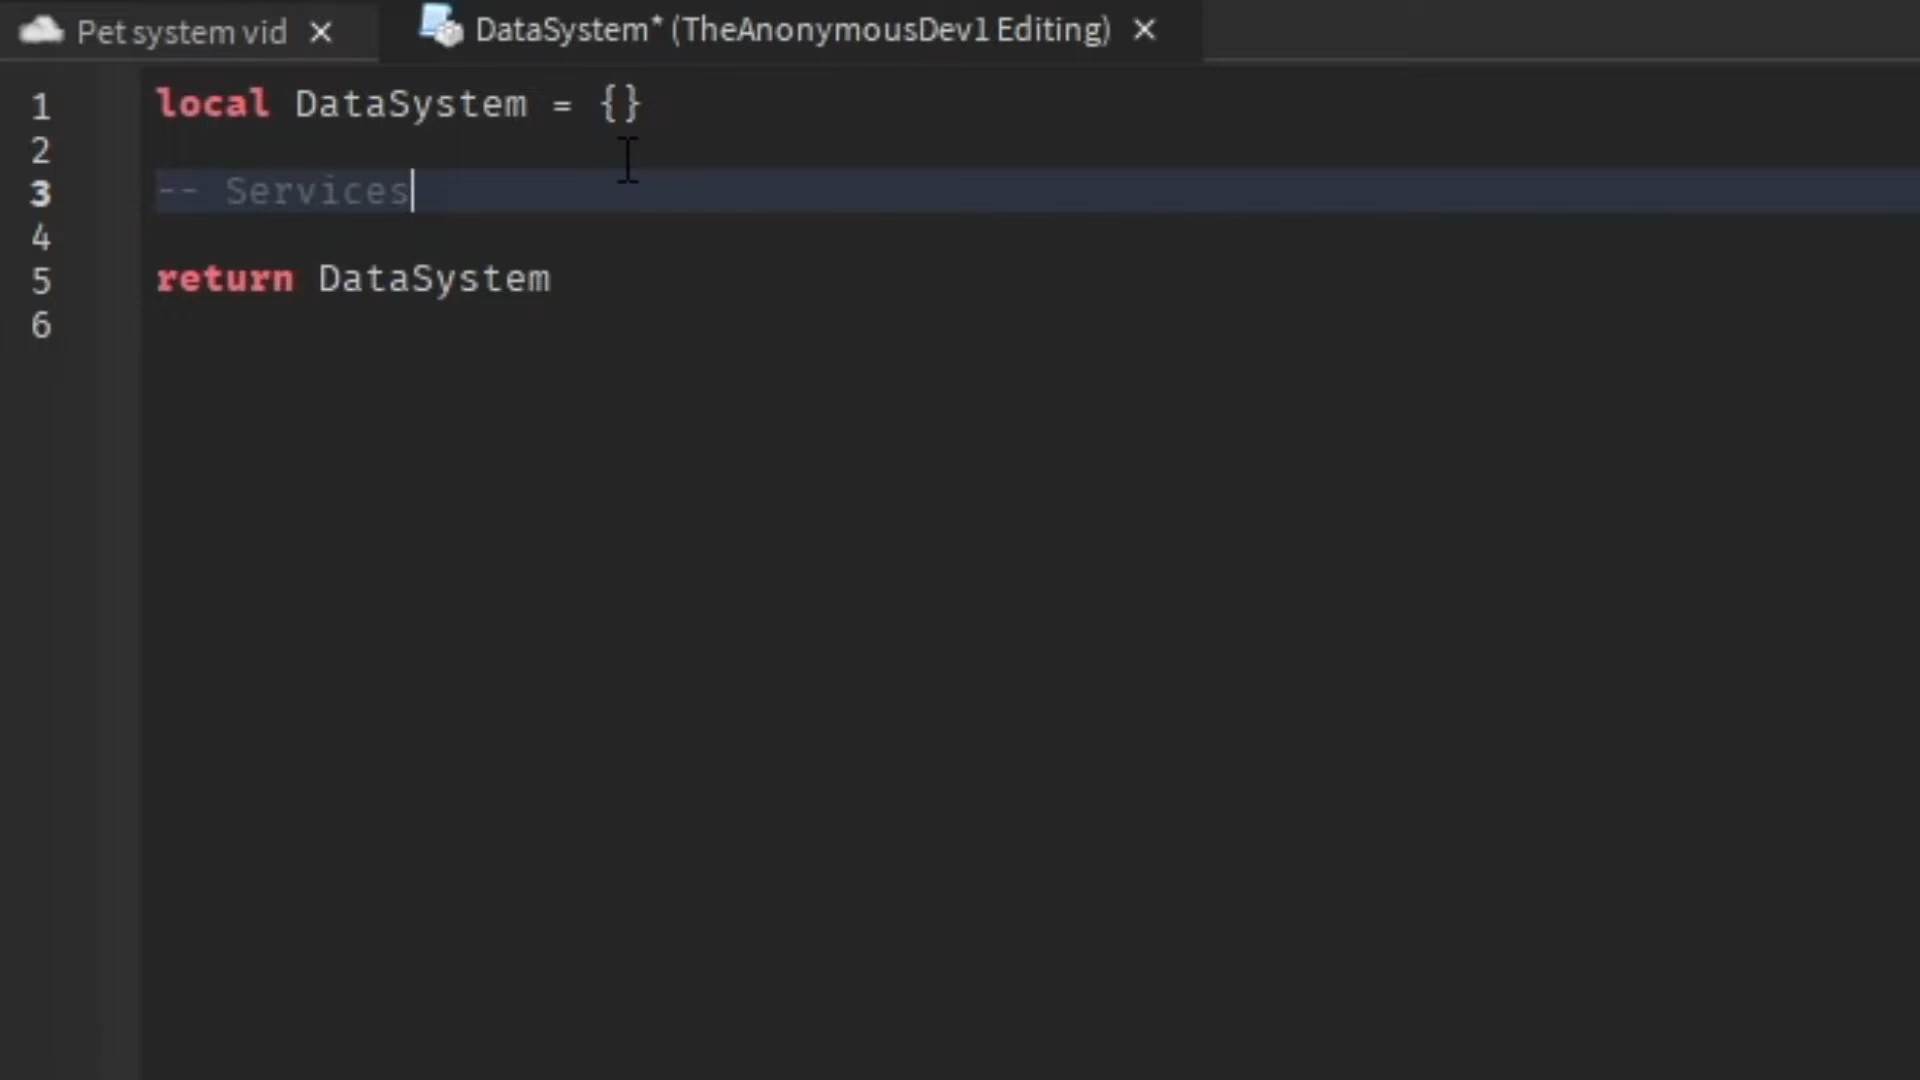 Pet system vid × DataSystem* (TheAnonymousDev1 Editing) ×
1 local DataSystem = {}
2
3 -- Services
4
5 return DataSystem
6